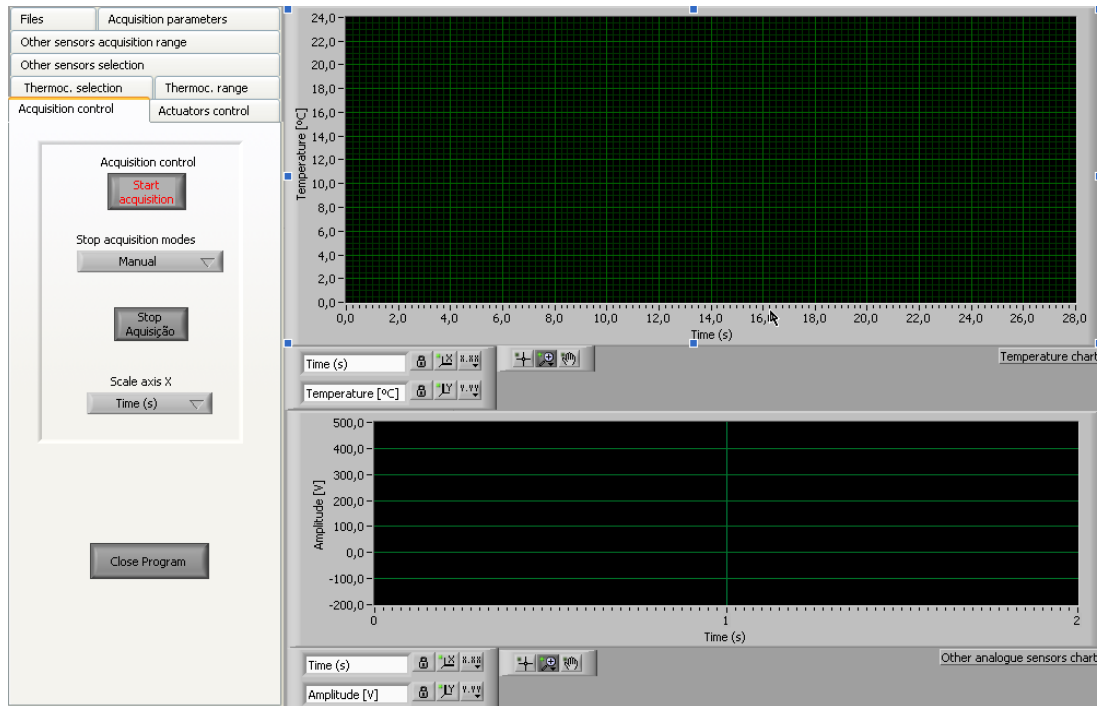 Files
Acquisition parameters
Other sensors acquisition range
Other sensors selection
Thermoc. selection
Thermoc. range
Acquisition control
Actuators control
Acquisition control
Start
acquisition
Stop acquisition modes
Manual
Stop
Aquisição
Scale axis X
Time (s)
Close Program
24,0
22,0
20,0
18,0
16,0
14,0
12,0
10,0
8,0
6,0
4,0
2,0
0,0
Temperature [ºC]
0,0 2,0 4,0 6,0 8,0 10,0 12,0 14,0 16,0 18,0 20,0 22,0 24,0 26,0 28,0
Time (s)
Time (s)
X.XX
Temperature chart
Temperature [ºC]
Y.YY
500,0
400,0
300,0
200,0
100,0
0,0
-100,0
-200,0
Amplitude [V]
0 1 2
Time (s)
Time (s)
X.XX
Other analogue sensors chart
Amplitude [V]
Y.YY